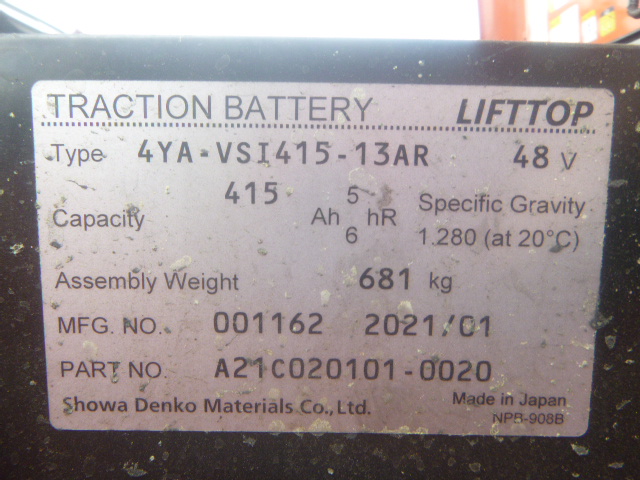 TRACTION BATTERY LIFTTOP
Type 4YA-VSI415-13AR 48 V
Capacity 415 Ah 5 hR Specific Gravity
6 1.280 (at 20°C)
Assembly Weight 681 kg
MFG. NO. 001162 2021/01
PART NO. A21C020101-0020
Showa Denko Materials Co., Ltd. Made in Japan
NPB-908B